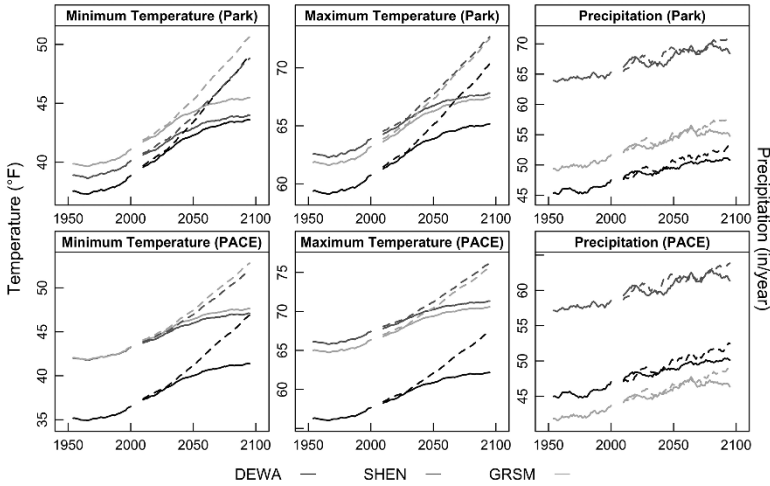 Minimum Temperature (Park)
Maximum Temperature (Park)
Precipitation (Park)
50
45
40
1950 2000 2050 2100
70
65
60
1950 2000 2050 2100
70
65
60
55
50
45
1950 2000 2050 2100
Temperature (°F)
Precipitation (in/year)
Minimum Temperature (PACE)
Maximum Temperature (PACE)
Precipitation (PACE)
50
45
40
35
1950 2000 2050 2100
75
70
65
60
1950 2000 2050 2100
60
50
45
1950 2000 2050 2100
DEWA SHEN GRSM